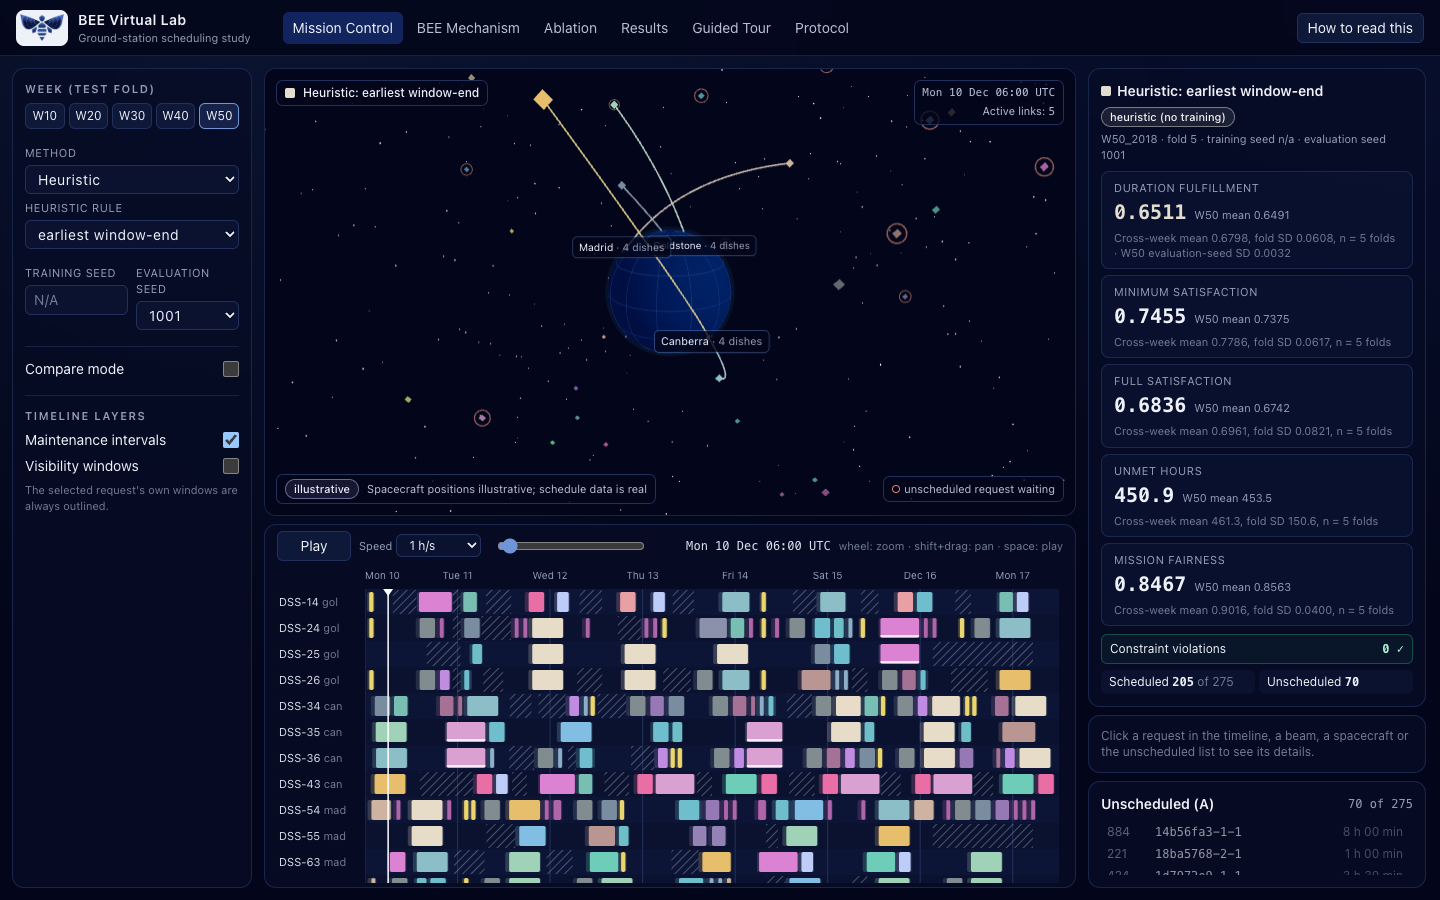 BEE Virtual Lab
Ground-station scheduling study
Mission Control
BEE Mechanism
Ablation
Results
Guided Tour
Protocol
How to read this
WEEK (TEST FOLD)
W10
W20
W30
W40
W50
METHOD
Heuristic
HEURISTIC RULE
earliest window-end
TRAINING SEED
N/A
EVALUATION
SEED
1001
Compare mode
TIMELINE LAYERS
Maintenance intervals
Visibility windows
The selected request's own windows are
always outlined.
Heuristic: earliest window-end
Mon 10 Dec 06:00 UTC
Active links: 5
Madrid · 4 dishes
dstone · 4 dishes
Canberra · 4 dishes
illustrative
Spacecraft positions illustrative; schedule data is real
unscheduled request waiting
Play
Speed
1 h/s
Mon 10 Dec 06:00 UTC
wheel: zoom · shift+drag: pan · space: play
Mon 10
Tue 11
Wed 12
Thu 13
Fri 14
Sat 15
Dec 16
Mon 17
DSS-14 gol
DSS-24 gol
DSS-25 gol
DSS-26 gol
DSS-34 can
DSS-35 can
DSS-36 can
DSS-43 can
DSS-54 mad
DSS-55 mad
DSS-63 mad
Heuristic: earliest window-end
heuristic (no training)
W50_2018 · fold 5 · training seed n/a · evaluation seed
1001
DURATION FULFILLMENT
0.6511 W50 mean 0.6491
Cross-week mean 0.6798, fold SD 0.0608, n = 5 folds
· W50 evaluation-seed SD 0.0032
MINIMUM SATISFACTION
0.7455 W50 mean 0.7375
Cross-week mean 0.7786, fold SD 0.0617, n = 5 folds
FULL SATISFACTION
0.6836 W50 mean 0.6742
Cross-week mean 0.6961, fold SD 0.0821, n = 5 folds
UNMET HOURS
450.9 W50 mean 453.5
Cross-week mean 461.3, fold SD 150.6, n = 5 folds
MISSION FAIRNESS
0.8467 W50 mean 0.8563
Cross-week mean 0.9016, fold SD 0.0400, n = 5 folds
Constraint violations 0 ✓
Scheduled 205 of 275
Unscheduled 70
Click a request in the timeline, a beam, a spacecraft or
the unscheduled list to see its details.
Unscheduled (A) 70 of 275
884 14b56fa3-1-1 8 h 00 min
221 18ba5768-2-1 1 h 00 min